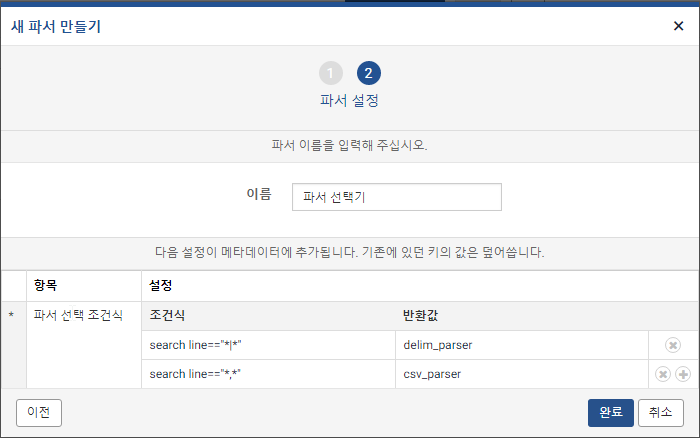 새 파서 만들기 ×
1 2
파서 설정
파서 이름을 입력해 주십시오.
이름 파서 선택기
다음 설정이 메타데이터에 추가됩니다. 기존에 있던 키의 값은 덮어씁니다.
항목 설정
* 파서 선택 조건식 조건식 반환값
search line=="*|*" delim_parser
search line=="*,*" csv_parser
이전 완료 취소